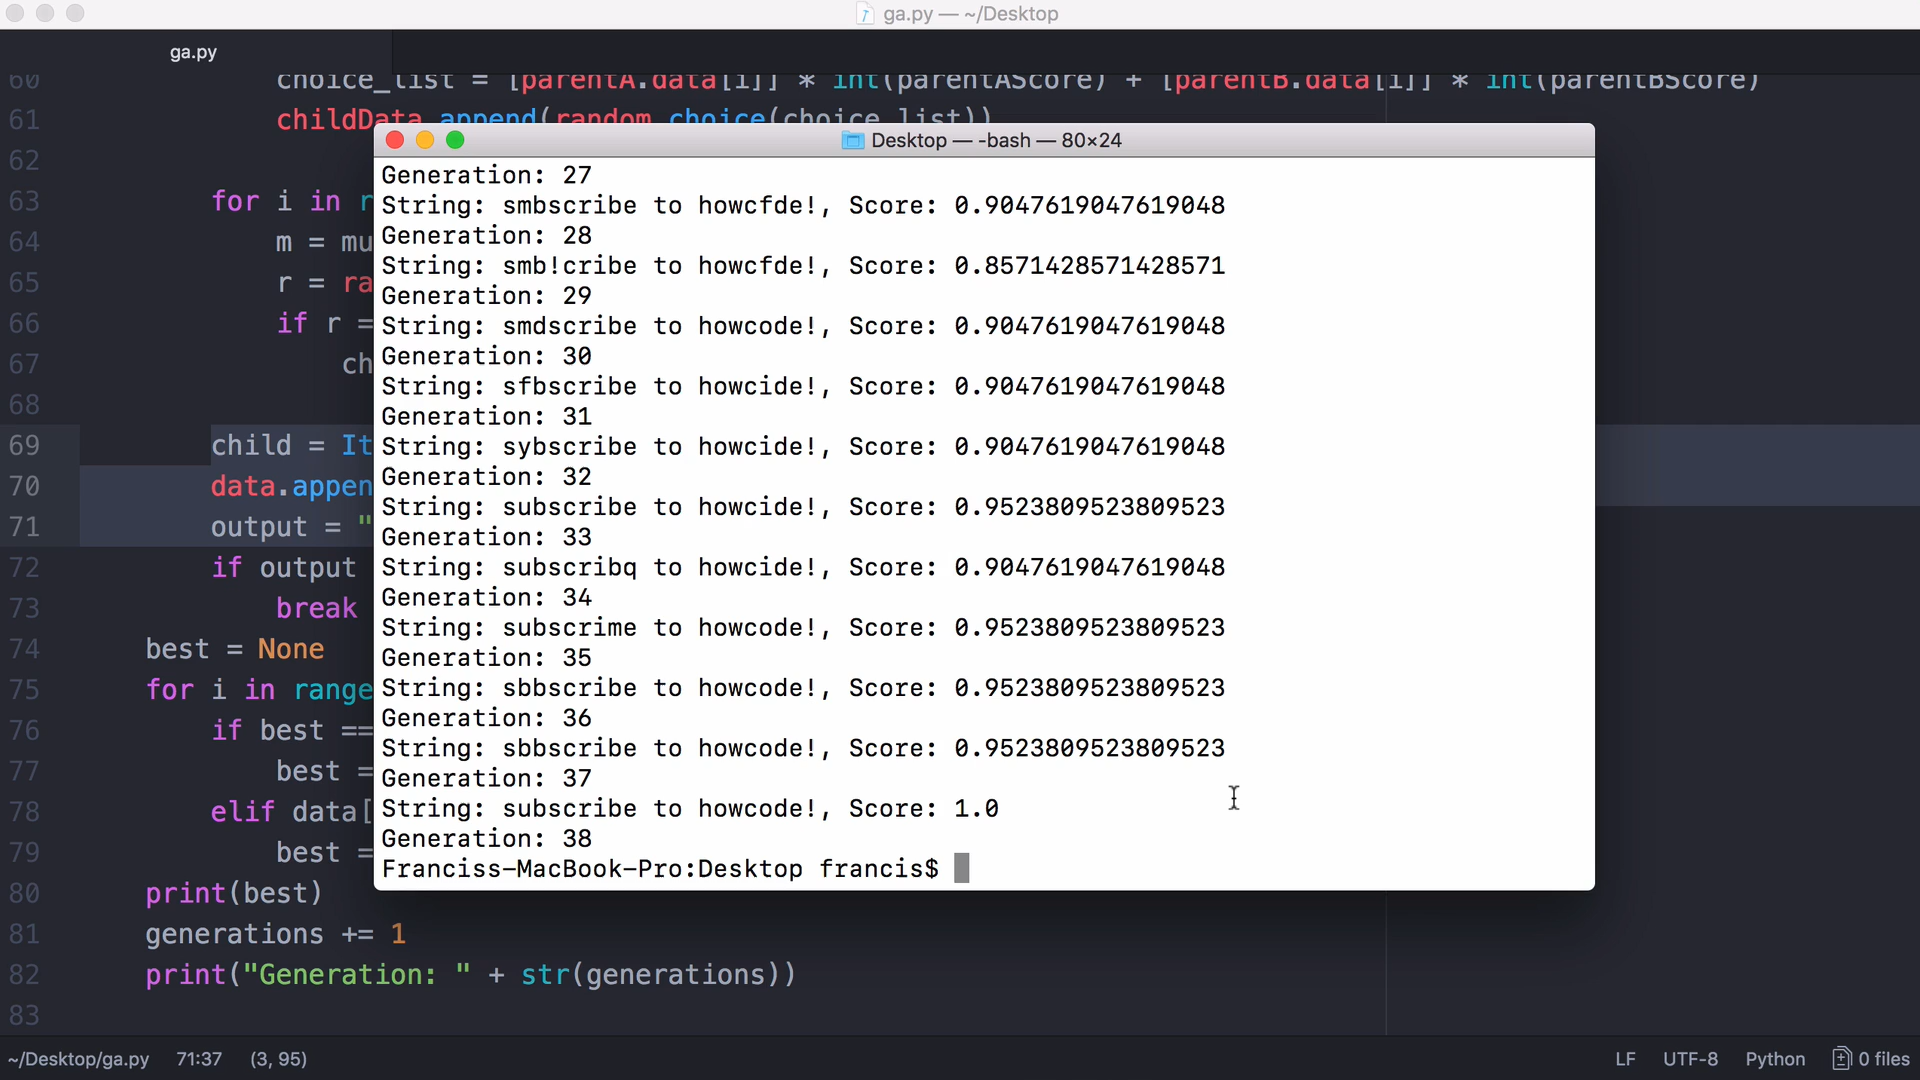 ga.py — ~/Desktop
ga.py
60 choice_list = [parentA.data[i]] * int(parentAScore) + [parentB.data[i]] * int(parentBScore)
61 childData.append(random.choice(choice_list))
Desktop — -bash — 80×24
62
63 for i in r
64 m = mu
65 r = ra
66 if r =
67 ch
68
69 child = It
70 data.appen
71 output = "
72 if output
73 break
74 best = None
75 for i in range
76 if best ==
77 best =
78 elif data[
79 best =
80 print(best)
81 generations += 1
82 print("Generation: " + str(generations))
83
Generation: 27
String: smbscribe to howcfde!, Score: 0.9047619047619048
Generation: 28
String: smb!cribe to howcfde!, Score: 0.8571428571428571
Generation: 29
String: smdscribe to howcode!, Score: 0.9047619047619048
Generation: 30
String: sfbscribe to howcide!, Score: 0.9047619047619048
Generation: 31
String: sybscribe to howcide!, Score: 0.9047619047619048
Generation: 32
String: subscribe to howcide!, Score: 0.9523809523809523
Generation: 33
String: subscribq to howcide!, Score: 0.9047619047619048
Generation: 34
String: subscrime to howcode!, Score: 0.9523809523809523
Generation: 35
String: sbbscribe to howcode!, Score: 0.9523809523809523
Generation: 36
String: sbbscribe to howcode!, Score: 0.9523809523809523
Generation: 37
String: subscribe to howcode!, Score: 1.0
Generation: 38
Franciss-MacBook-Pro:Desktop francis$
~/Desktop/ga.py 71:37 (3, 95)
LF UTF-8 Python 0 files